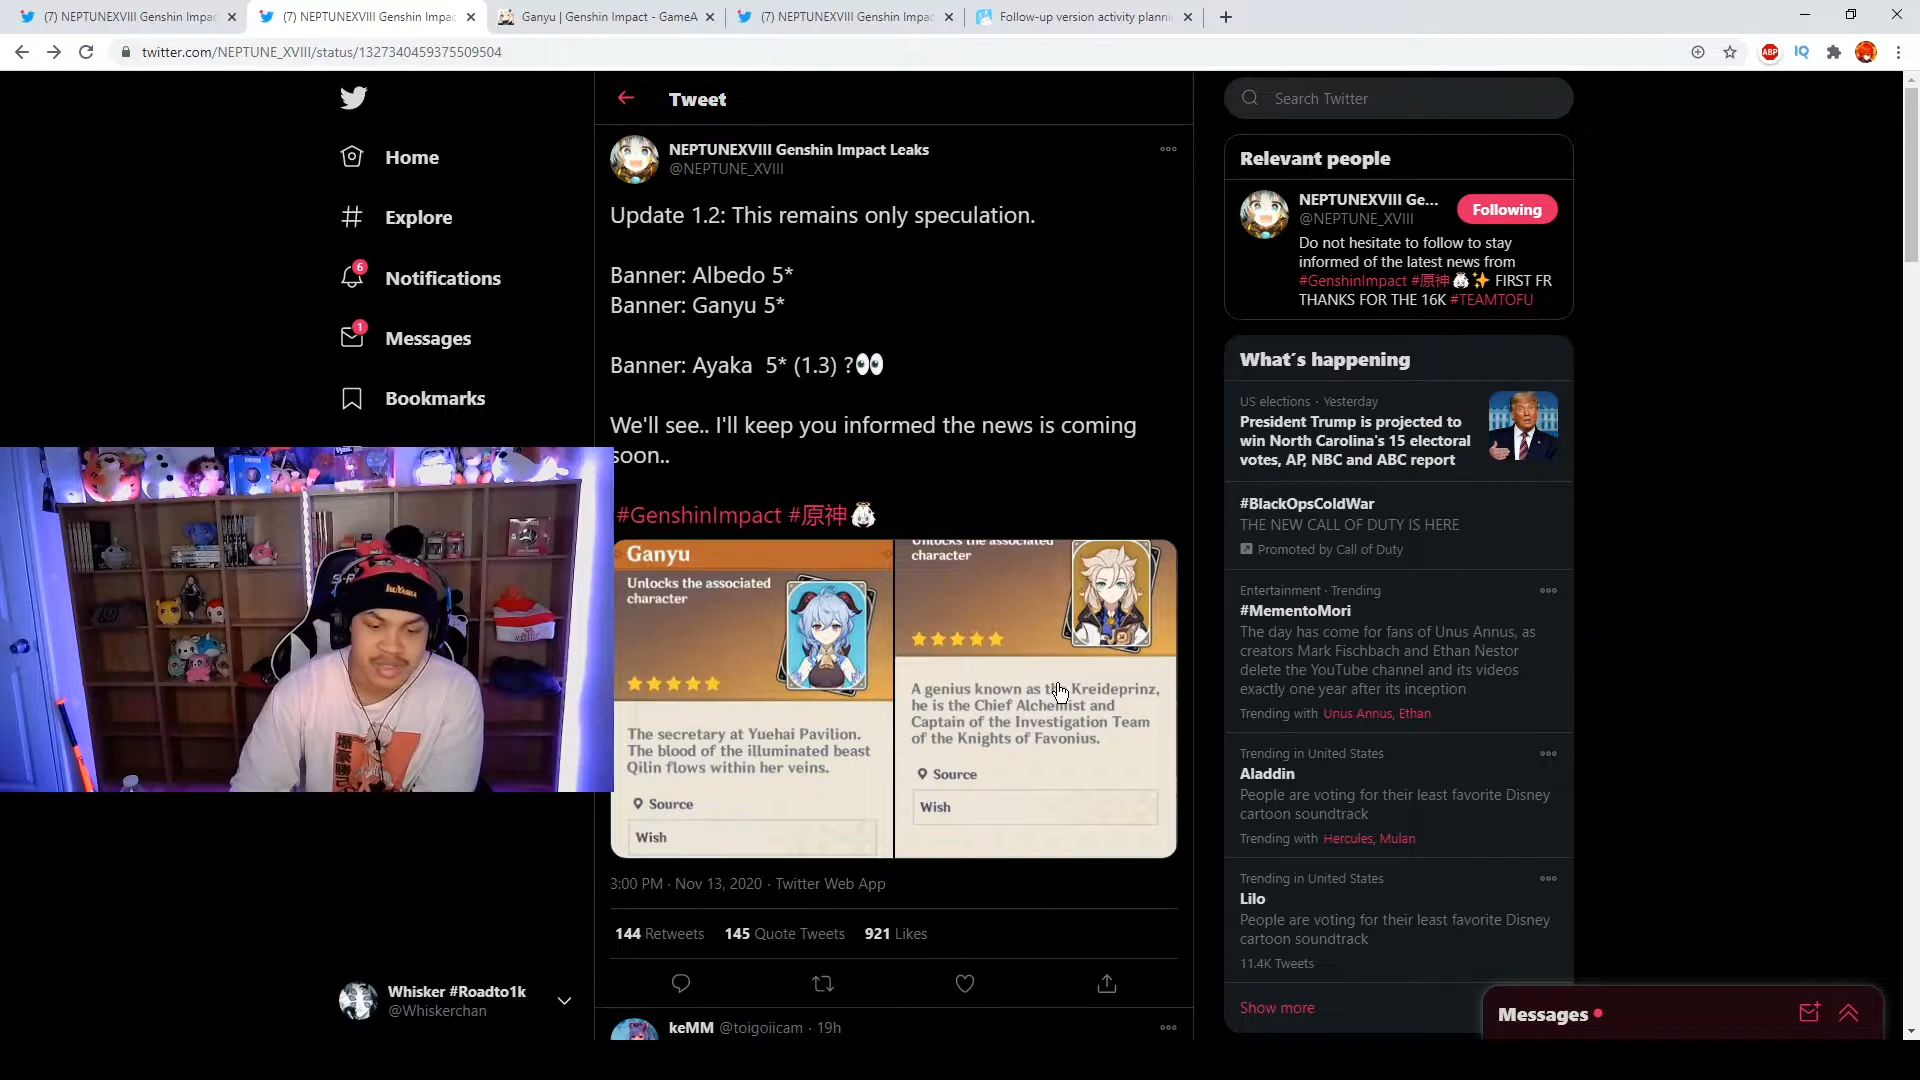 (7) NEPTUNEXVIII Genshin Impac
(7) NEPTUNEXVIII Genshin Impac
Ganyu | Genshin Impact - GameA
(7) NEPTUNEXVIII Genshin Impac
Follow-up version activity planni
twitter.com/NEPTUNE_XVIII/status/1327340459375509504
ABP
IQ
Home
Explore
6
Notifications
1
Messages
Bookmarks
Whisker #Roadto1k
@Whiskerchan
Tweet
NEPTUNEXVIII Genshin Impact Leaks
@NEPTUNE_XVIII
Update 1.2: This remains only speculation.
Banner: Albedo 5*
Banner: Ganyu 5*
Banner: Ayaka 5* (1.3) ?👀
We'll see.. I'll keep you informed the news is coming
soon..
#GenshinImpact #原神
Ganyu
Unlocks the associated
character
The secretary at Yuehai Pavilion.
The blood of the illuminated beast
Qilin flows within her veins.
Source
Wish
Unlocks the associated
character
A genius known as the Kreideprinz,
he is the Chief Alchemist and
Captain of the Investigation Team
of the Knights of Favonius.
Source
Wish
3:00 PM · Nov 13, 2020 · Twitter Web App
144 Retweets 145 Quote Tweets 921 Likes
keMM @toigoiicam · 19h
Search Twitter
Relevant people
NEPTUNEXVIII Ge...
@NEPTUNE_XVIII
Following
Do not hesitate to follow to stay
informed of the latest news from
#GenshinImpact #原神 ✨ FIRST FR
THANKS FOR THE 16K #TEAMTOFU
What's happening
US elections · Yesterday
President Trump is projected to
win North Carolina's 15 electoral
votes, AP, NBC and ABC report
#BlackOpsColdWar
THE NEW CALL OF DUTY IS HERE
Promoted by Call of Duty
Entertainment · Trending
#MementoMori
The day has come for fans of Unus Annus, as
creators Mark Fischbach and Ethan Nestor
delete the YouTube channel and its videos
exactly one year after its inception
Trending with Unus Annus, Ethan
Trending in United States
Aladdin
People are voting for their least favorite Disney
cartoon soundtrack
Trending with Hercules, Mulan
Trending in United States
Lilo
People are voting for their least favorite Disney
cartoon soundtrack
11.4K Tweets
Show more
Messages